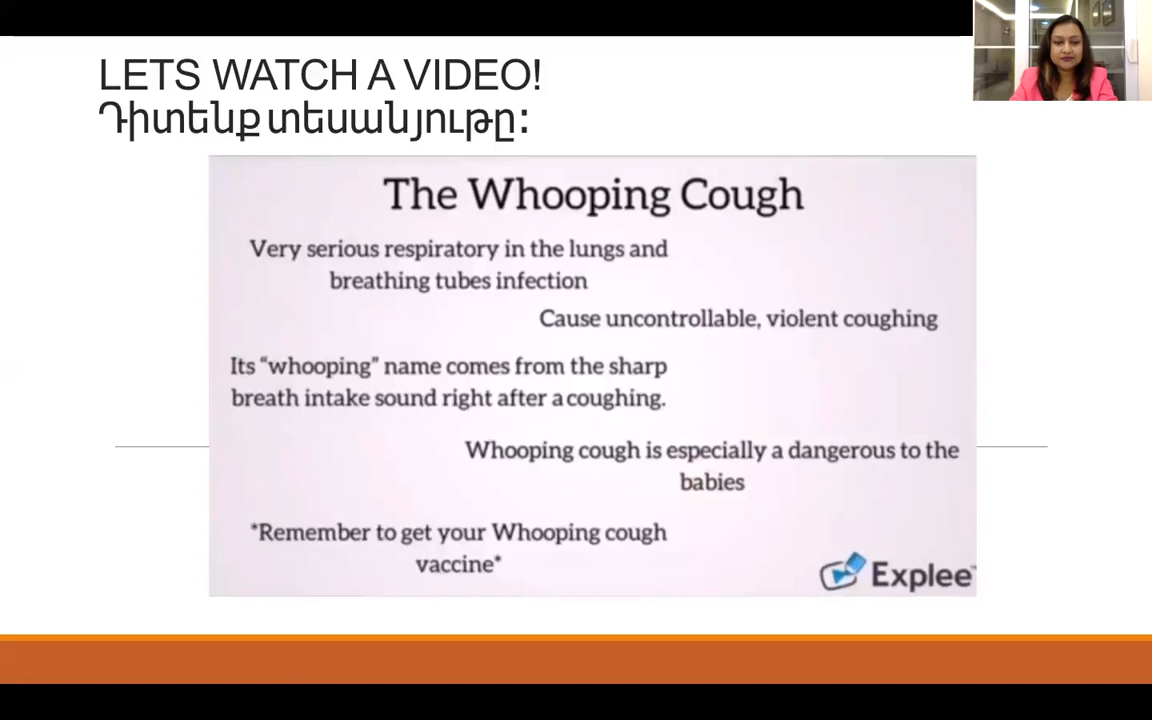 LETS WATCH A VIDEO!
Դիտենք տեսանյութը:
The Whooping Cough
Very serious respiratory in the lungs and
breathing tubes infection
Cause uncontrollable, violent coughing
Its “whooping” name comes from the sharp
breath intake sound right after a coughing.
Whooping cough is especially a dangerous to the
babies
*Remember to get your Whooping cough
vaccine*
Explee